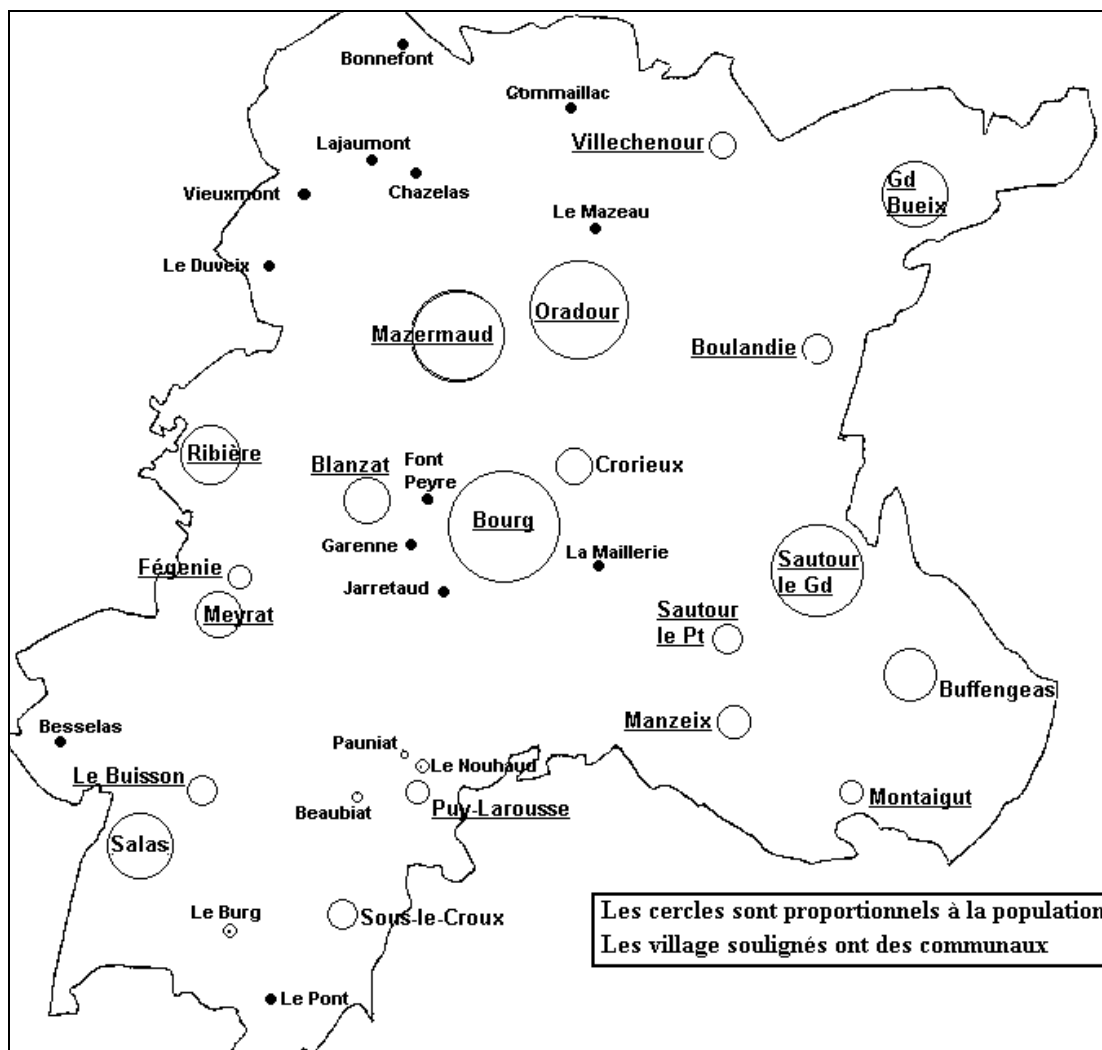 Bonnefont
Gommaillac
Villechenour
Lajaumont
Chazelas
Vieuxmont
Gd
Bueix
Le Mazeau
Le Duveix
Oradour
Mazermaud
Boulandie
Ribière
Blanzat
Font
Peyre
Crorieux
Bourg
Garenne
La Maillerie
Sautour
le Gd
Fégenie
Jarretaud
Meyrat
Sautour
le Pt
Buffengeas
Manzeix
Besselas
Pauniat
Le Nouhaud
Le Buisson
Beaubiat
Puy-Larousse
Montaigut
Salas
Le Burg
Sous-le-Croux
Les cercles sont proportionnels à la population
Les village soulignés ont des communaux
Le Pont